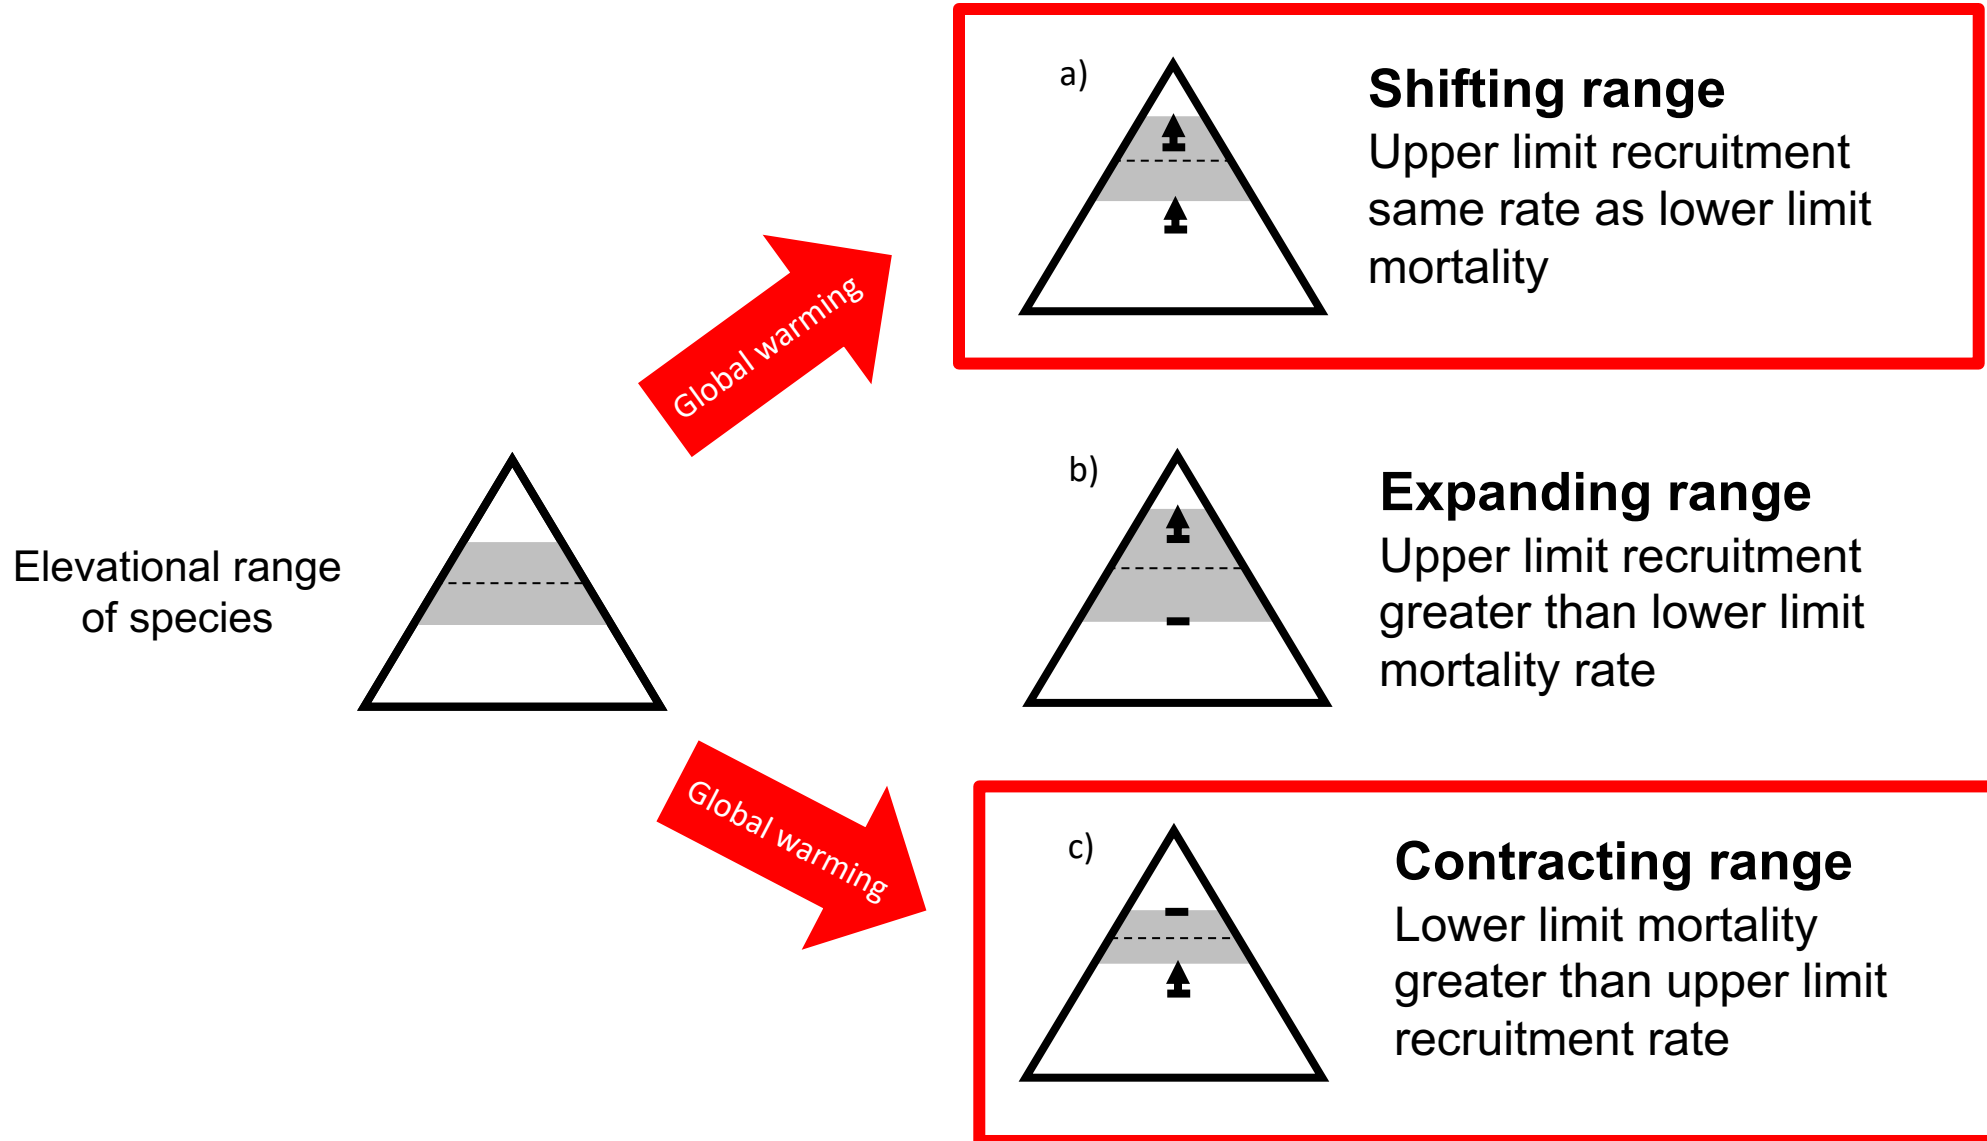 a)
Shifting range
Upper limit recruitment
same rate as lower limit
mortality
Global warming
b)
Expanding range
Upper limit recruitment
greater than lower limit
mortality rate
Elevational range
of species
Global warming
c)
Contracting range
Lower limit mortality
greater than upper limit
recruitment rate